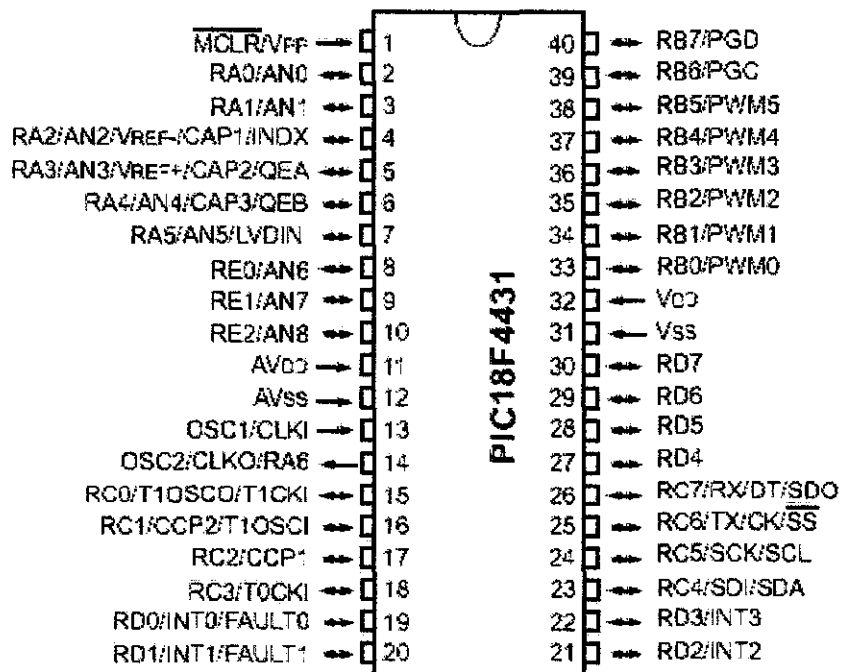 MCLR/VPP 1 40 RB7/PGD
RA0/AN0 2 39 RB6/PGC
RA1/AN1 3 38 RB5/PWM5
RA2/AN2/VREF-/CAP1/INDX 4 37 RB4/PWM4
RA3/AN3/VREF+/CAP2/QEA 5 36 RB3/PWM3
RA4/AN4/CAP3/QEB 6 35 RB2/PWM2
RA5/AN5/LVDIN 7 34 RB1/PWM1
RE0/AN6 8 33 RB0/PWM0
RE1/AN7 9 32 VDD
RE2/AN8 10 31 VSS
AVDD 11 30 RD7
AVSS 12 29 RD6
OSC1/CLKI 13 28 RD5
OSC2/CLKO/RA6 14 27 RD4
RC0/T1OSCO/T1CKI 15 26 RC7/RX/DT/SDO
RC1/CCP2/T1OSCI 16 25 RC6/TX/CK/SS
RC2/CCP1 17 24 RC5/SCK/SCL
RC3/T0CKI 18 23 RC4/SDI/SDA
RD0/INT0/FAULT0 19 22 RD3/INT3
RD1/INT1/FAULT1 20 21 RD2/INT2
PIC18F4431